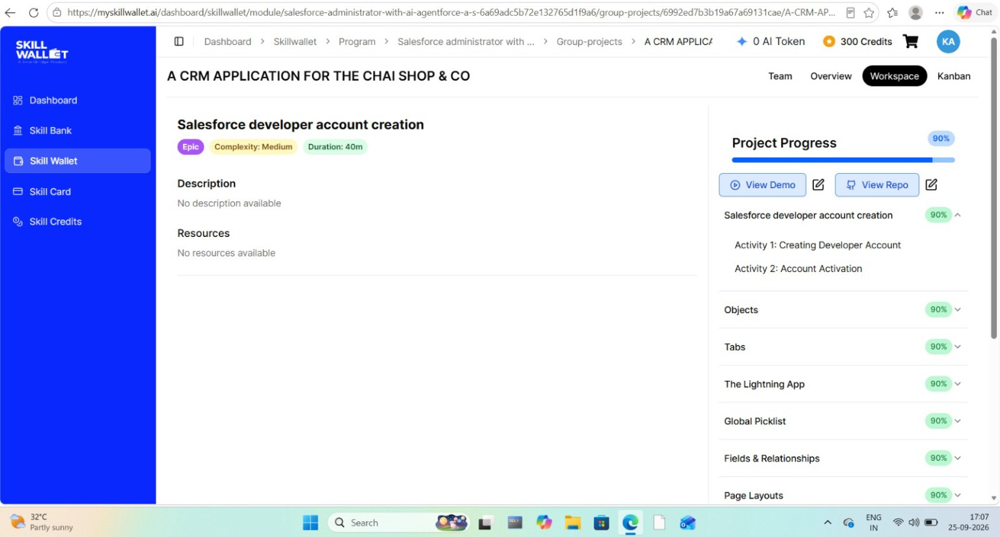 https://myskillwallet.ai/dashboard/skillwallet/module/salesforce-administrator-with-ai-agentforce-a-s-6a69adc5b72e132765d1f9a6/group-projects/6992ed7b3b19a67a69131cae/A-CRM-AP...
Chat
SKILL
WALLET
A SmartBridge Product
Dashboard
Skill Bank
Skill Wallet
Skill Card
Skill Credits
Dashboard > Skillwallet > Program > Salesforce administrator with ... > Group-projects > A CRM APPLICA
0 AI Token
300 Credits
KA
A CRM APPLICATION FOR THE CHAI SHOP & CO
Team
Overview
Workspace
Kanban
Salesforce developer account creation
Epic
Complexity: Medium
Duration: 40m
Description
No description available
Resources
No resources available
Project Progress
90%
View Demo
View Repo
Salesforce developer account creation 90%
Activity 1: Creating Developer Account
Activity 2: Account Activation
Objects 90%
Tabs 90%
The Lightning App 90%
Global Picklist 90%
Fields & Relationships 90%
Page Layouts 90%
32°C
Partly sunny
Search
ENG
IN
17:07
25-09-2026